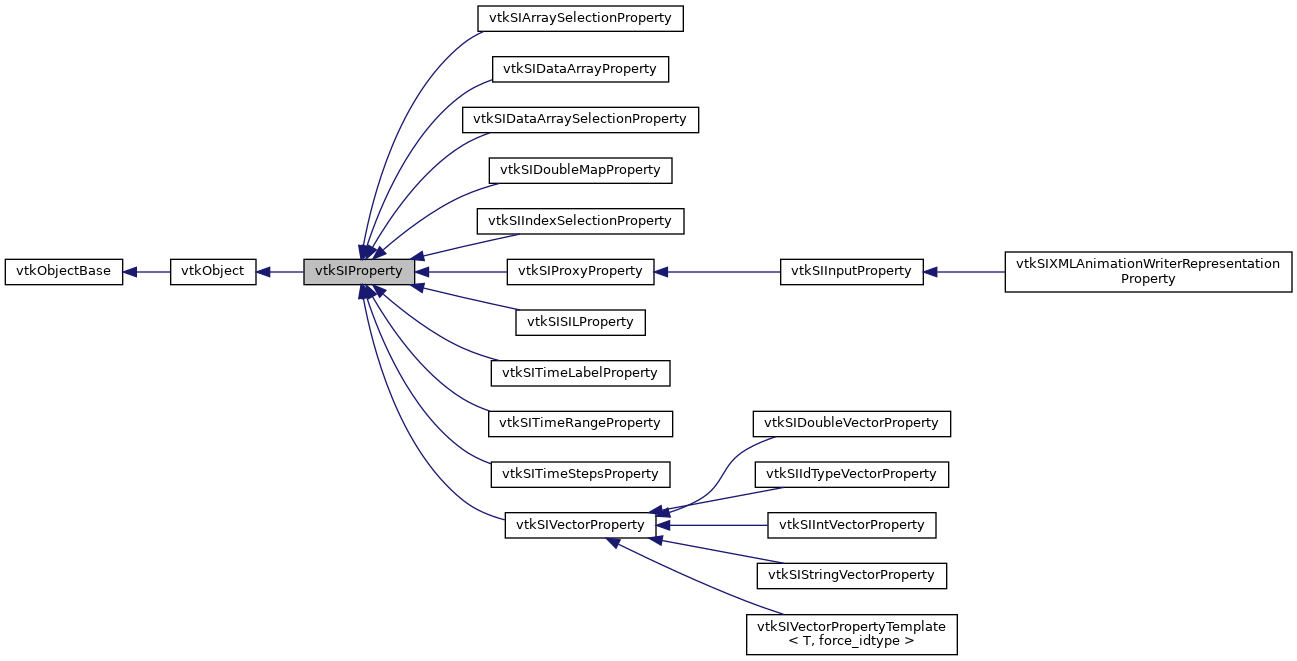 vtkSIArraySelectionProperty
vtkSIDataArrayProperty
vtkSIDataArraySelectionProperty
vtkSIDoubleMapProperty
vtkSIIndexSelectionProperty
vtkObjectBase
vtkObject
vtkSIProperty
vtkSIProxyProperty
vtkSIInputProperty
vtkSIXMLAnimationWriterRepresentation
Property
vtkSISILProperty
vtkSITimeLabelProperty
vtkSITimeRangeProperty
vtkSITimeStepsProperty
vtkSIVectorProperty
vtkSIDoubleVectorProperty
vtkSIIdTypeVectorProperty
vtkSIIntVectorProperty
vtkSIStringVectorProperty
vtkSIVectorPropertyTemplate
< T, force_idtype >